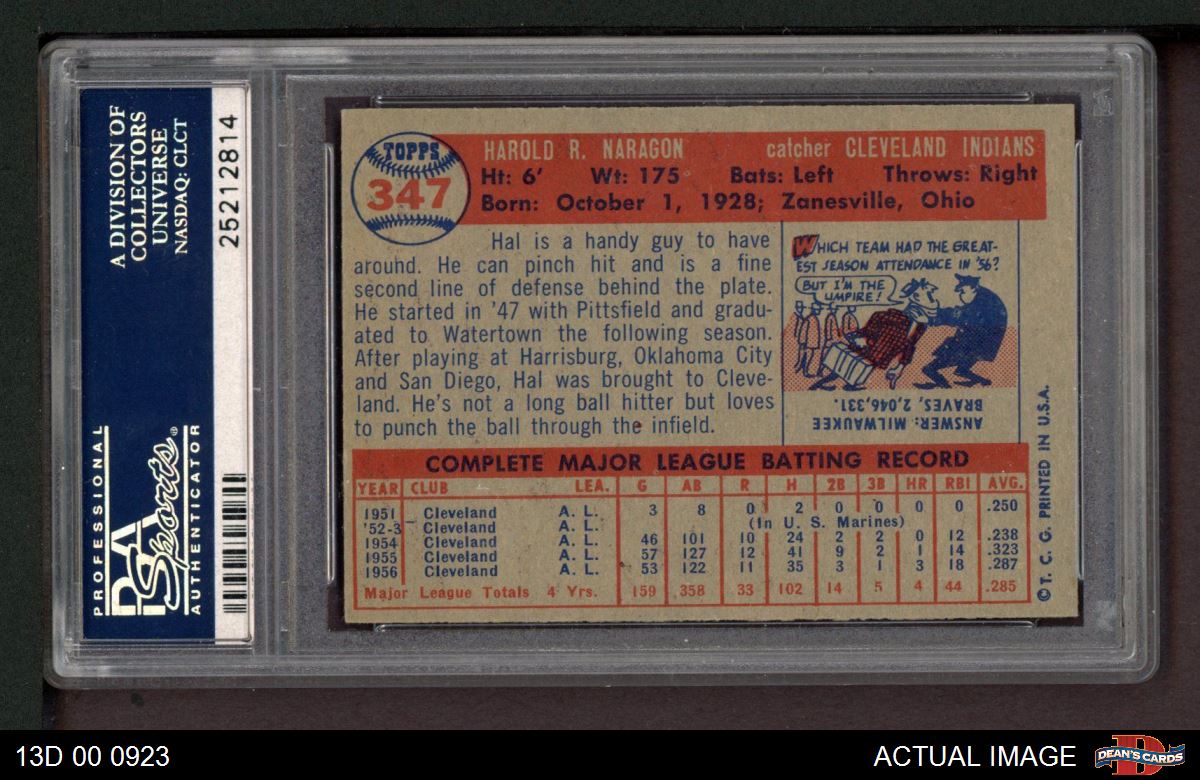 A DIVISION OF
COLLECTORS
UNIVERSE
NASDAQ: CLCT
25212814
PROFESSIONAL
PSA
Sports®
AUTHENTICATOR
TOPPS
347
HAROLD R. NARAGON catcher CLEVELAND INDIANS
Ht: 6' Wt: 175 Bats: Left Throws: Right
Born: October 1, 1928; Zanesville, Ohio
Hal is a handy guy to have
around. He can pinch hit and is a fine
second line of defense behind the plate.
He started in '47 with Pittsfield and gradu-
ated to Watertown the following season.
After playing at Harrisburg, Oklahoma City
and San Diego, Hal was brought to Cleve-
land. He's not a long ball hitter but loves
to punch the ball through the infield.
WHICH TEAM HAD THE GREAT-
EST SEASON ATTENDANCE IN '56?
BUT I'M THE
UMPIRE!
ANSWER: MILWAUKEE
BRAVES, 2,046,331.
COMPLETE MAJOR LEAGUE BATTING RECORD
YEAR CLUB LEA. G AB R H 2B 3B HR RBI AVG.
1951 Cleveland A. L. 3 8 0 2 0 0 0 0 .250
'52-3 Cleveland A. L. (In U. S. Marines)
1954 Cleveland A. L. 46 101 10 24 2 2 0 12 .238
1955 Cleveland A. L. 57 127 12 41 9 2 1 14 .323
1956 Cleveland A. L. 53 122 11 35 3 1 3 18 .287
Major League Totals 4 Yrs. 159 358 33 102 14 5 4 44 .285
©T. C. G. PRINTED IN U.S.A.
13D 00 0923
ACTUAL IMAGE
DEAN'S CARDS